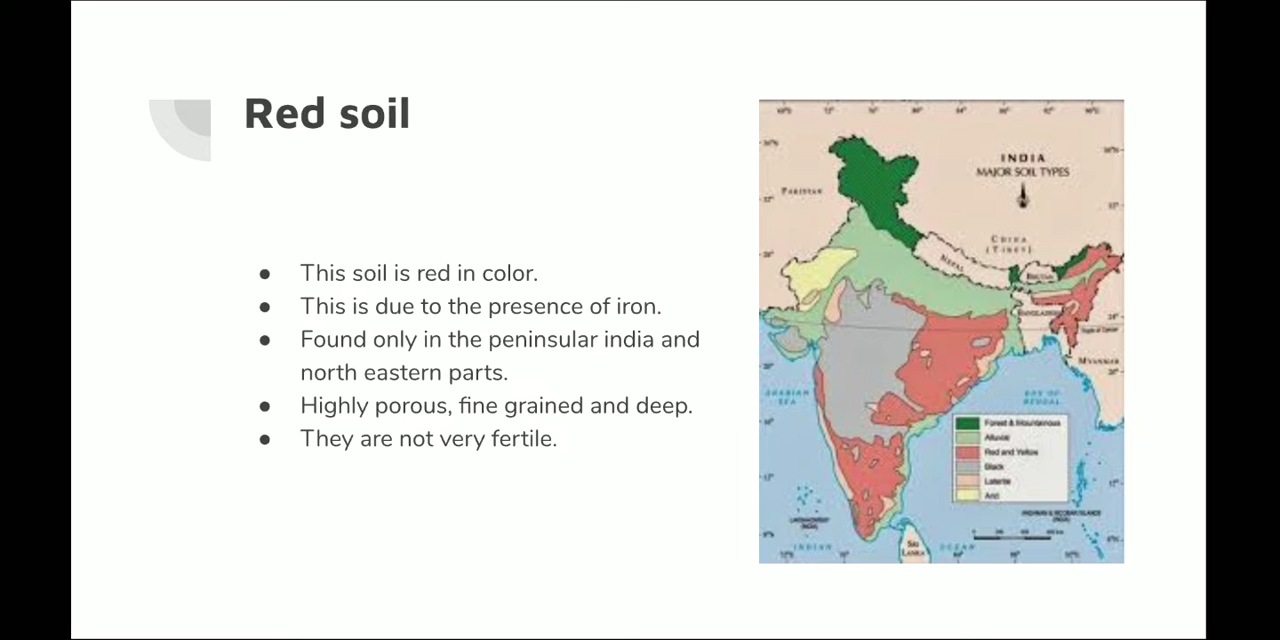 Red soil
● This soil is red in color.
● This is due to the presence of iron.
● Found only in the peninsular india and
north eastern parts.
● Highly porous, fine grained and deep.
● They are not very fertile.
INDIA
MAJOR SOIL TYPES
PAKISTAN
CHINA
(TIBET)
NEPAL
BHUTAN
BANGLADESH
MYANMAR
ARABIAN
SEA
BAY OF
BENGAL
Forest & Mountainous
Alluvial
Red and Yellow
Black
Laterite
Arid
SRI
LANKA
INDIAN OCEAN